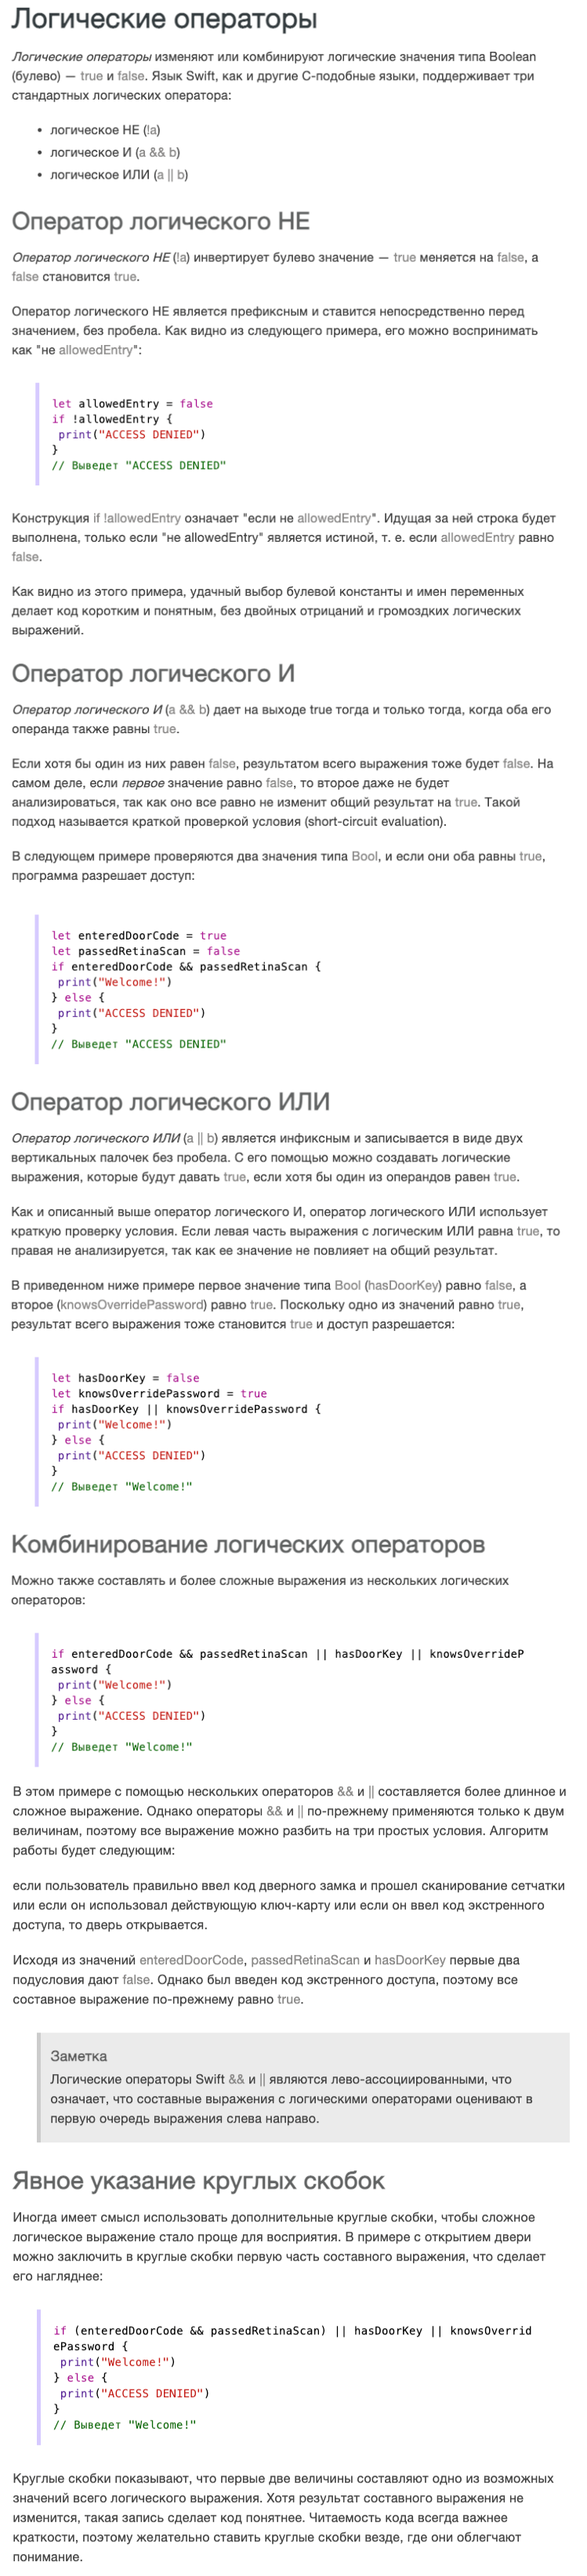 Логические операторы
Логические операторы изменяют или комбинируют логические значения типа Boolean
(булево) — true и false. Язык Swift, как и другие C-подобные языки, поддерживает три
стандартных логических оператора:
• логическое НЕ (!a)
• логическое И (a && b)
• логическое ИЛИ (a || b)
Оператор логического НЕ
Оператор логического НЕ (!a) инвертирует булево значение — true меняется на false, а
false становится true.
Оператор логического НЕ является префиксным и ставится непосредственно перед
значением, без пробела. Как видно из следующего примера, его можно воспринимать
как "не allowedEntry":
let allowedEntry = false
if !allowedEntry {
 print("ACCESS DENIED")
}
// Выведет "ACCESS DENIED"
Конструкция if !allowedEntry означает "если не allowedEntry". Идущая за ней строка будет
выполнена, только если "не allowedEntry" является истиной, т. е. если allowedEntry равно
false.
Как видно из этого примера, удачный выбор булевой константы и имен переменных
делает код коротким и понятным, без двойных отрицаний и громоздких логических
выражений.
Оператор логического И
Оператор логического И (a && b) дает на выходе true тогда и только тогда, когда оба его
операнда также равны true.
Если хотя бы один из них равен false, результатом всего выражения тоже будет false. На
самом деле, если первое значение равно false, то второе даже не будет
анализироваться, так как оно все равно не изменит общий результат на true. Такой
подход называется краткой проверкой условия (short-circuit evaluation).
В следующем примере проверяются два значения типа Bool, и если они оба равны true,
программа разрешает доступ:
let enteredDoorCode = true
let passedRetinaScan = false
if enteredDoorCode && passedRetinaScan {
 print("Welcome!")
} else {
 print("ACCESS DENIED")
}
// Выведет "ACCESS DENIED"
Оператор логического ИЛИ
Оператор логического ИЛИ (a || b) является инфиксным и записывается в виде двух
вертикальных палочек без пробела. С его помощью можно создавать логические
выражения, которые будут давать true, если хотя бы один из операндов равен true.
Как и описанный выше оператор логического И, оператор логического ИЛИ использует
краткую проверку условия. Если левая часть выражения с логическим ИЛИ равна true, то
правая не анализируется, так как ее значение не повлияет на общий результат.
В приведенном ниже примере первое значение типа Bool (hasDoorKey) равно false, а
второе (knowsOverridePassword) равно true. Поскольку одно из значений равно true,
результат всего выражения тоже становится true и доступ разрешается:
let hasDoorKey = false
let knowsOverridePassword = true
if hasDoorKey || knowsOverridePassword {
 print("Welcome!")
} else {
 print("ACCESS DENIED")
}
// Выведет "Welcome!"
Комбинирование логических операторов
Можно также составлять и более сложные выражения из нескольких логических
операторов:
if enteredDoorCode && passedRetinaScan || hasDoorKey || knowsOverrideP
assword {
 print("Welcome!")
} else {
 print("ACCESS DENIED")
}
// Выведет "Welcome!"
В этом примере с помощью нескольких операторов && и || составляется более длинное и
сложное выражение. Однако операторы && и || по-прежнему применяются только к двум
величинам, поэтому все выражение можно разбить на три простых условия. Алгоритм
работы будет следующим:
если пользователь правильно ввел код дверного замка и прошел сканирование сетчатки
или если он использовал действующую ключ-карту или если он ввел код экстренного
доступа, то дверь открывается.
Исходя из значений enteredDoorCode, passedRetinaScan и hasDoorKey первые два
подусловия дают false. Однако был введен код экстренного доступа, поэтому все
составное выражение по-прежнему равно true.
Заметка
Логические операторы Swift && и || являются лево-ассоциированными, что
означает, что составные выражения с логическими операторами оценивают в
первую очередь выражения слева направо.
Явное указание круглых скобок
Иногда имеет смысл использовать дополнительные круглые скобки, чтобы сложное
логическое выражение стало проще для восприятия. В примере с открытием двери
можно заключить в круглые скобки первую часть составного выражения, что сделает
его нагляднее:
if (enteredDoorCode && passedRetinaScan) || hasDoorKey || knowsOverrid
ePassword {
 print("Welcome!")
} else {
 print("ACCESS DENIED")
}
// Выведет "Welcome!"
Круглые скобки показывают, что первые две величины составляют одно из возможных
значений всего логического выражения. Хотя результат составного выражения не
изменится, такая запись сделает код понятнее. Читаемость кода всегда важнее
краткости, поэтому желательно ставить круглые скобки везде, где они облегчают
понимание.